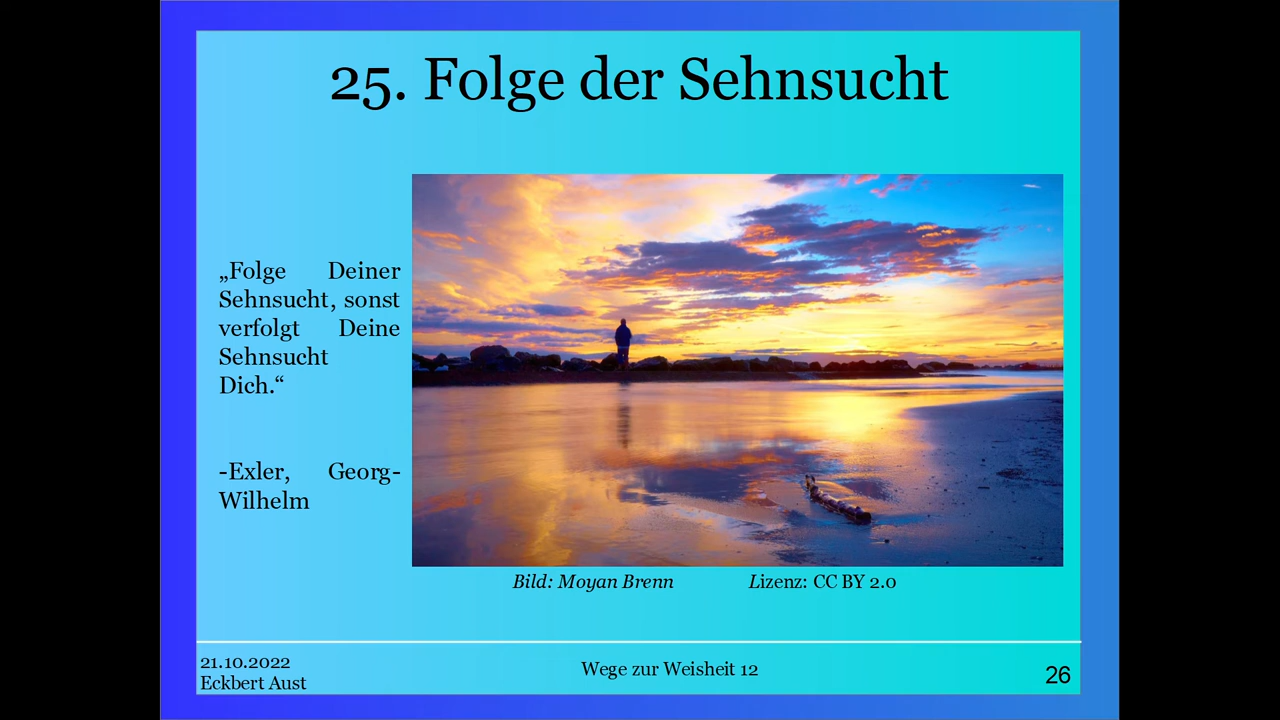 25. Folge der Sehnsucht
„Folge Deiner
Sehnsucht, sonst
verfolgt Deine
Sehnsucht
Dich.“
-Exler, Georg-
Wilhelm
Bild: Moyan Brenn Lizenz: CC BY 2.0
21.10.2022
Eckbert Aust
Wege zur Weisheit 12
26